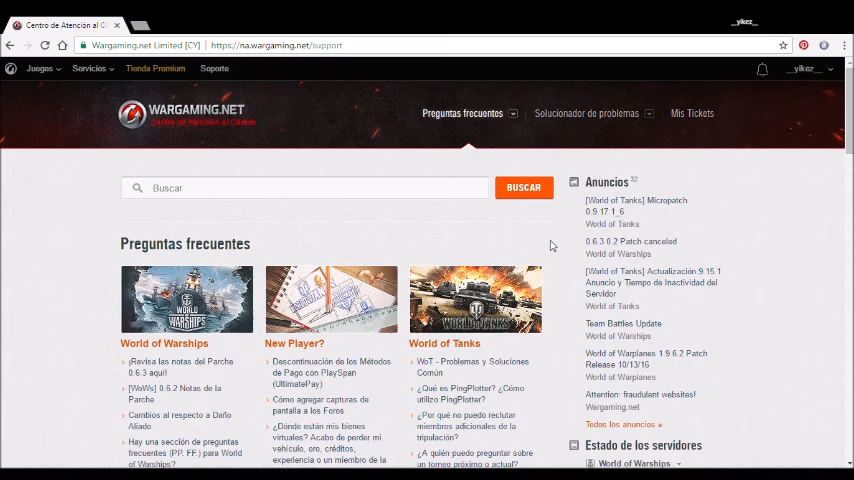 Centro de Atención al Cl
__yikez__
Wargaming.net Limited [CY]
https://na.wargaming.net/support
Juegos
Servicios
Tienda Premium
Soporte
__yikez__
WARGAMING.NET
Centro de Atención al Cliente
Preguntas frecuentes
Solucionador de problemas
Mis Tickets
Buscar
BUSCAR
Preguntas frecuentes
WORLD OF WARSHIPS
World of Warships
¡Revisa las notas del Parche
0.6.3 aquí!
[WoWs] 0.6.2 Notas de la
Parche
Cambios al respecto a Daño
Aliado
Hay una sección de preguntas
frecuentes (PP. FF.) para World
of Warships?
New Player?
Descontinuación de los Métodos
de Pago con PlaySpan
(UltimatePay)
Cómo agregar capturas de
pantalla a los Foros
¿Dónde están mis bienes
virtuales? Acabo de perder mi
vehículo, oro, créditos,
experiencia o un miembro de la
WORLD OF TANKS
World of Tanks
WoT - Problemas y Soluciones
Común
¿Qué es PingPlotter? ¿Cómo
utilizo PingPlotter?
¿Por qué no puedo reclutar
miembros adicionales de la
tripulación?
¿A quién puedo preguntar sobre
un torneo próximo o actual?
Anuncios 32
[World of Tanks] Micropatch
0.9.17.1_6
World of Tanks
0.6.3 0.2 Patch canceled
World of Warships
[World of Tanks] Actualización 9.15.1
Anuncio y Tiempo de Inactividad del
Servidor
World of Tanks
Team Battles Update
World of Warships
World of Warplanes 1.9.6.2 Patch
Release 10/13/16
World of Warplanes
Attention: fraudulent websites!
Wargaming.net
Todos los anuncios »
Estado de los servidores
World of Warships